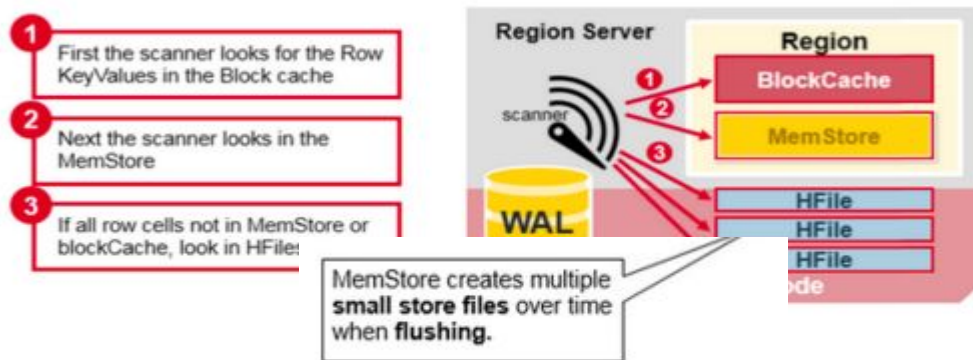 1
First the scanner looks for the Row
KeyValues in the Block cache
2
Next the scanner looks in the
MemStore
3
If all row cells not in MemStore or
blockCache, look in HFiles
Region Server
Region
BlockCache
MemStore
scanner
1
2
3
WAL
HFile
HFile
HFile
ode
MemStore creates multiple
small store files over time
when flushing.